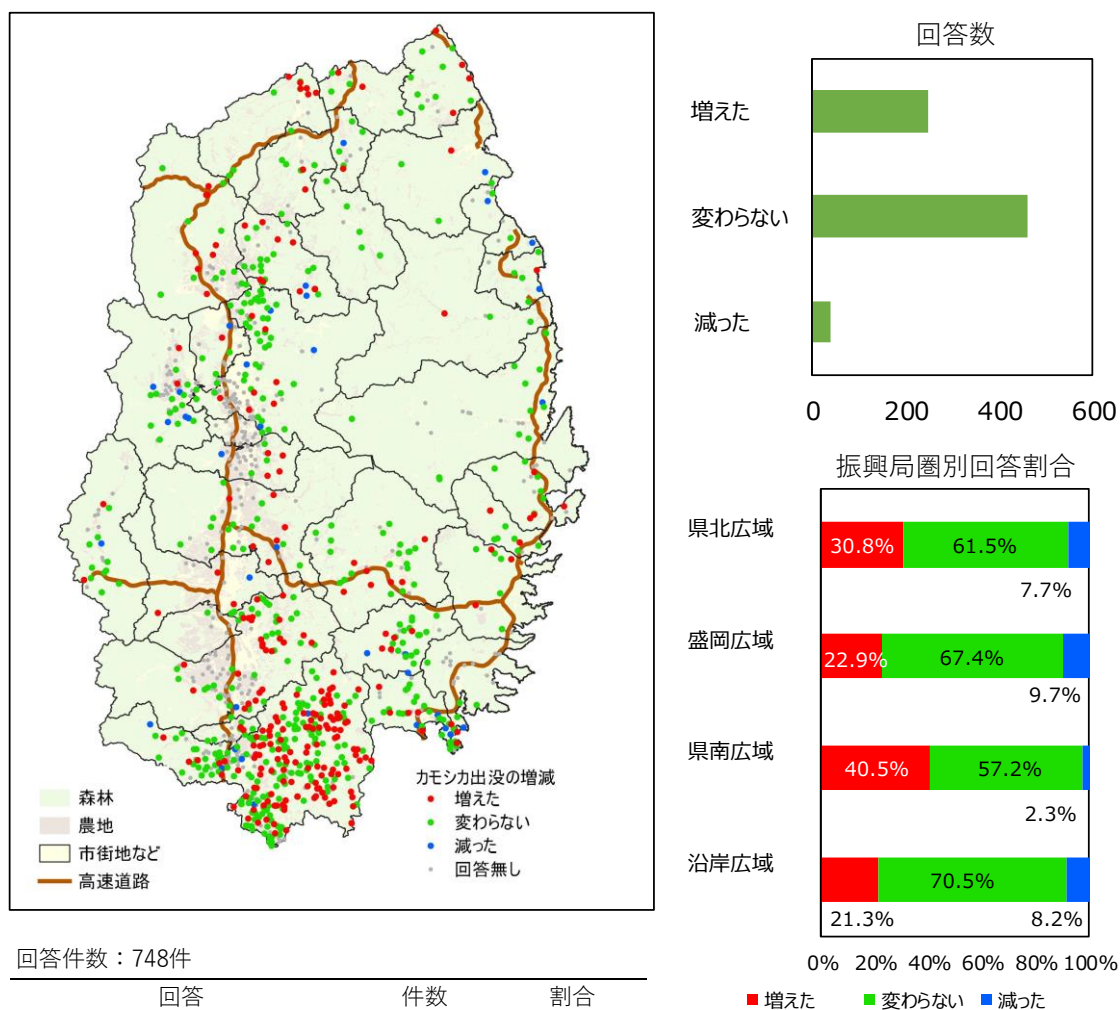 森林
農地
市街地など
高速道路
カモシカ出没の増減
増えた
変わらない
減った
回答無し
回答件数：748件
回答 件数 割合
回答数
増えた
変わらない
減った
0 200 400 600
振興局圏別回答割合
県北広域 30.8% 61.5%
7.7%
盛岡広域 22.9% 67.4%
9.7%
県南広域 40.5% 57.2%
2.3%
沿岸広域 70.5%
21.3% 8.2%
0% 20% 40% 60% 80% 100%
増えた 変わらない 減った